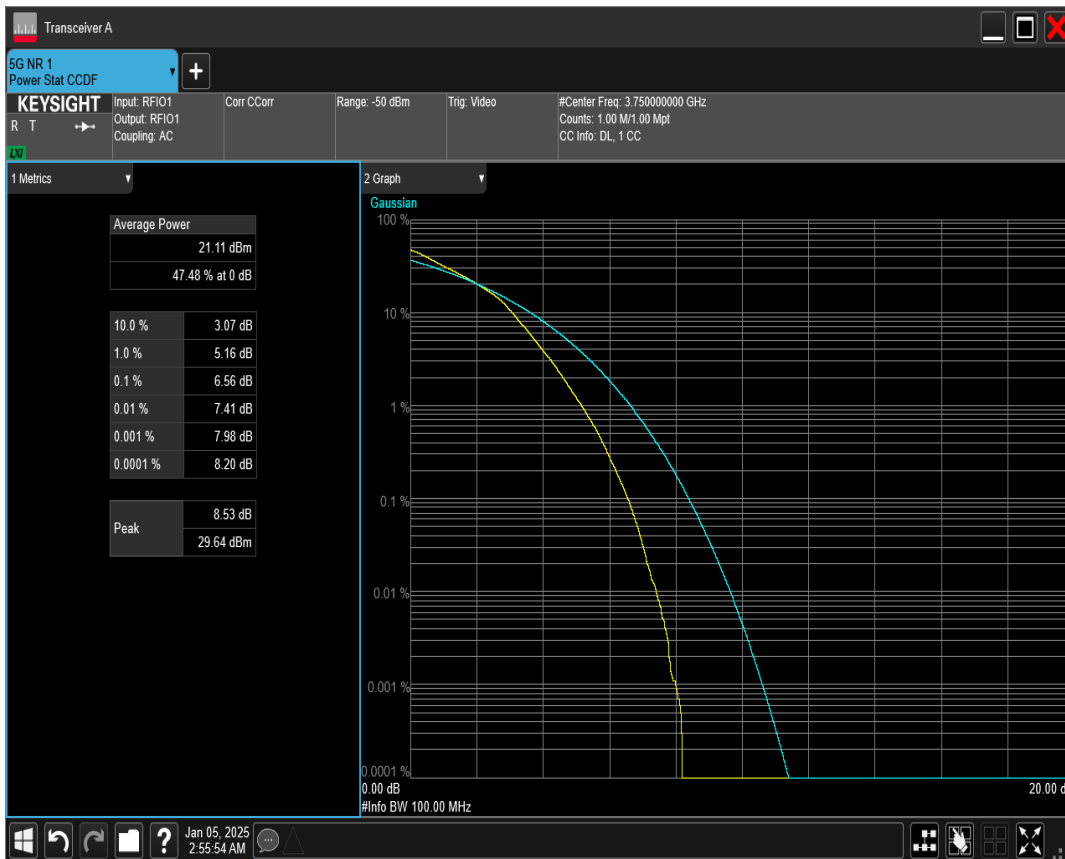 Transceiver A
5G NR 1
Power Stat CCDF
+
KEYSIGHT
R T
LXI
Input: RFIO1
Output: RFIO1
Coupling: AC
Corr CCorr
Range: -50 dBm
Trig: Video
#Center Freq: 3.750000000 GHz
Counts: 1.00 M/1.00 Mpt
CC Info: DL, 1 CC
1 Metrics
Average Power
21.11 dBm
47.48 % at 0 dB
10.0 % 3.07 dB
1.0 % 5.16 dB
0.1 % 6.56 dB
0.01 % 7.41 dB
0.001 % 7.98 dB
0.0001 % 8.20 dB
Peak
8.53 dB
29.64 dBm
2 Graph
Gaussian
100 %
10 %
1 %
0.1 %
0.01 %
0.001 %
0.0001 %
0.00 dB
20.00 d
#Info BW 100.00 MHz
?
Jan 05, 2025
2:55:54 AM